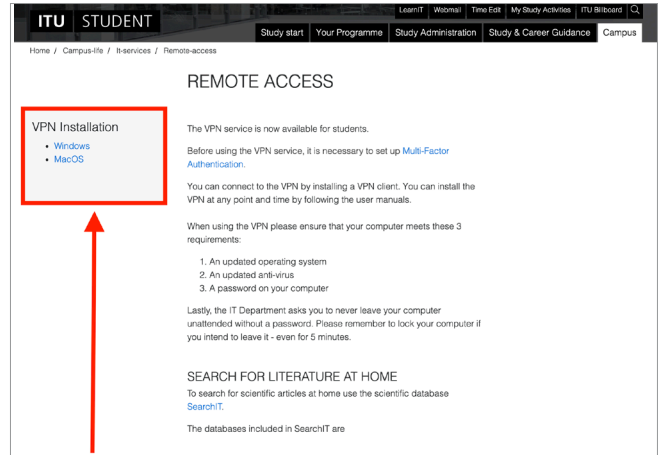 ITU STUDENT
LearnIT Webmail Time Edit My Study Activities ITU Billboard
Study start Your Programme Study Administration Study & Career Guidance Campus
Home / Campus-life / It-services / Remote-access
REMOTE ACCESS
VPN Installation
• Windows
• MacOS
The VPN service is now available for students.
Before using the VPN service, it is necessary to set up Multi-Factor
Authentication.
You can connect to the VPN by installing a VPN client. You can install the
VPN at any point and time by following the user manuals.
When using the VPN please ensure that your computer meets these 3
requirements:
1. An updated operating system
2. An updated anti-virus
3. A password on your computer
Lastly, the IT Department asks you to never leave your computer
unattended without a password. Please remember to lock your computer if
you intend to leave it - even for 5 minutes.
SEARCH FOR LITERATURE AT HOME
To search for scientific articles at home use the scientific database
SearchIT.
The databases included in SearchIT are